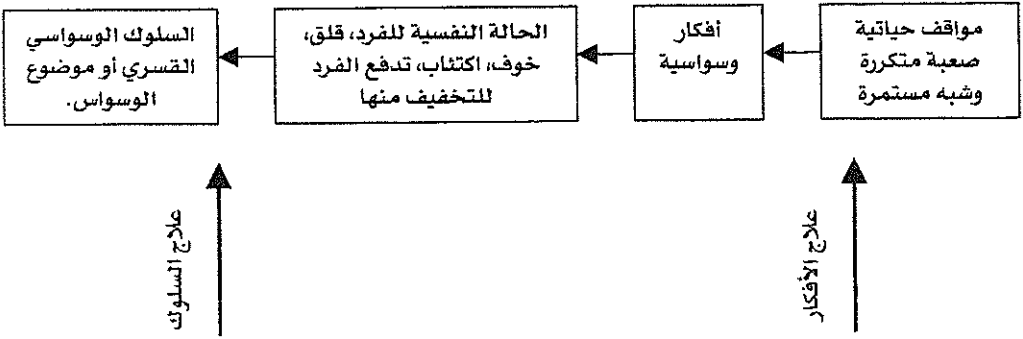 مواقف حياتية
صعبة متكررة
وشبه مستمرة
أفكار
وسواسية
الحالة النفسية للفرد، قلق،
خوف، اكتئاب، تدفع الفرد
للتخفيف منها
السلوك الوسواسي
القسري أو موضوع
الوسواس.
علاج الأفكار
علاج السلوك